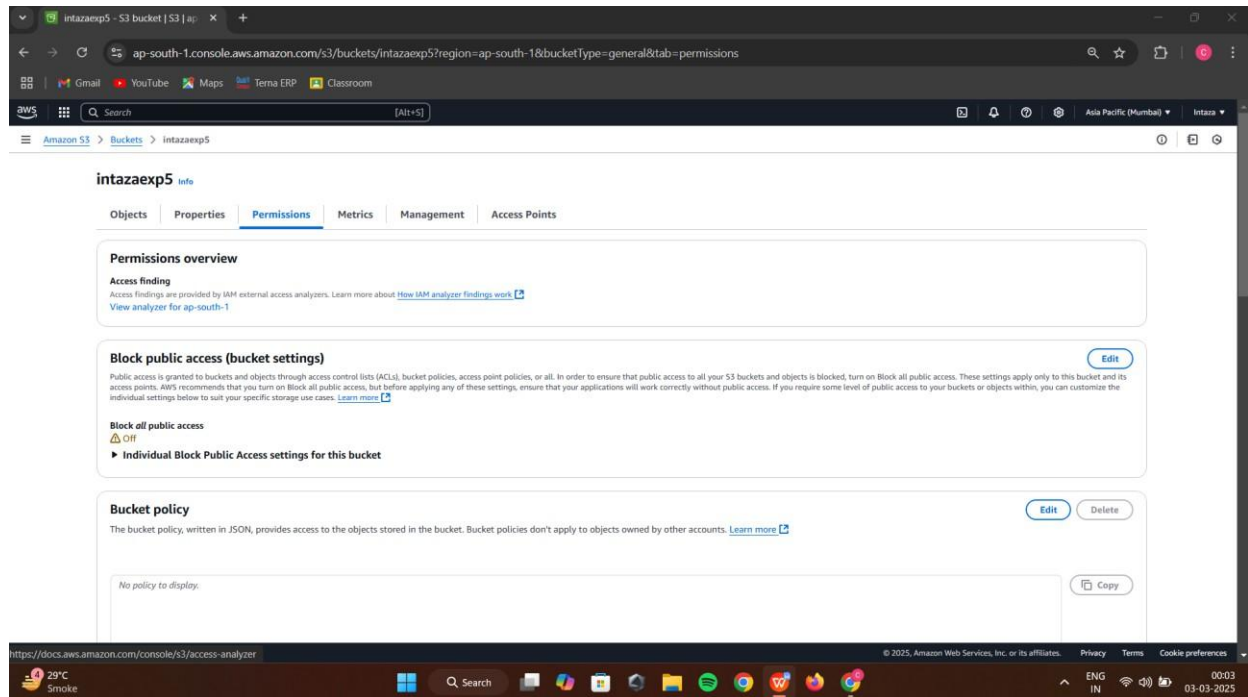 intazaexp5 - S3 bucket | S3 | ap
ap-south-1.console.aws.amazon.com/s3/buckets/intazaexp5?region=ap-south-1&bucketType=general&tab=permissions
Gmail YouTube Maps Terna ERP Classroom
aws Search [Alt+S] Asia Pacific (Mumbai) Intaza
Amazon S3 > Buckets > intazaexp5
intazaexp5 Info
Objects Properties Permissions Metrics Management Access Points
Permissions overview
Access finding
Access findings are provided by IAM external access analyzers. Learn more about How IAM analyzer findings work
View analyzer for ap-south-1
Block public access (bucket settings) Edit
Public access is granted to buckets and objects through access control lists (ACLs), bucket policies, access point policies, or all. In order to ensure that public access to all your S3 buckets and objects is blocked, turn on Block all public access. These settings apply only to this bucket and its
access points. AWS recommends that you turn on Block all public access, but before applying any of these settings, ensure that your applications will work correctly without public access. If you require some level of public access to your buckets or objects within, you can customize the
individual settings below to suit your specific storage use cases. Learn more
Block all public access
Off
Individual Block Public Access settings for this bucket
Bucket policy Edit Delete
The bucket policy, written in JSON, provides access to the objects stored in the bucket. Bucket policies don't apply to objects owned by other accounts. Learn more
No policy to display. Copy
https://docs.aws.amazon.com/console/s3/access-analyzer © 2025, Amazon Web Services, Inc. or its affiliates. Privacy Terms Cookie preferences
4 29°C Search ENG 00:03
Smoke IN 03-03-2025